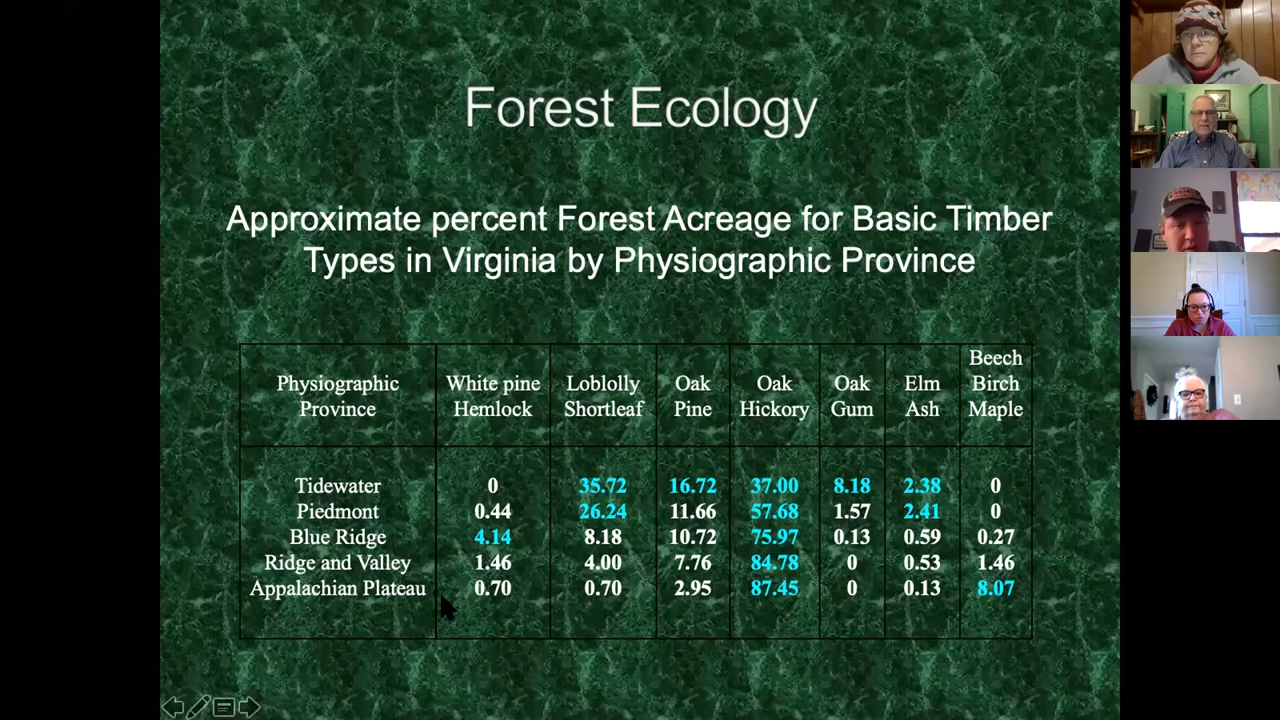 Forest Ecology
Approximate percent Forest Acreage for Basic Timber
Types in Virginia by Physiographic Province
Physiographic Province White pine Hemlock Loblolly Shortleaf Oak Pine Oak Hickory Oak Gum Elm Ash Beech Birch Maple
Tidewater 0 35.72 16.72 37.00 8.18 2.38 0
Piedmont 0.44 26.24 11.66 57.68 1.57 2.41 0
Blue Ridge 4.14 8.18 10.72 75.97 0.13 0.59 0.27
Ridge and Valley 1.46 4.00 7.76 84.78 0 0.53 1.46
Appalachian Plateau 0.70 0.70 2.95 87.45 0 0.13 8.07